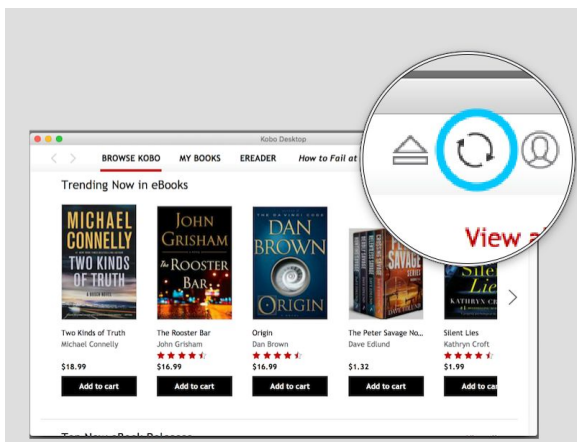 Kobo Desktop
BROWSE KOBO MY BOOKS EREADER How to Fail at
View a
Trending Now in eBooks
MICHAEL
CONNELLY
TWO KINDS
OF TRUTH
A BOSCH NOVEL
JOHN
GRISHAM
The ROOSTER
BAR
DAN
BROWN
ORIGIN
SAVAGE
SERIES
Silent
Lies
KATHRYN CR
Two Kinds of Truth
Michael Connelly
$18.99
Add to cart
The Rooster Bar
John Grisham
$16.99
Add to cart
Origin
Dan Brown
$16.99
Add to cart
The Peter Savage No...
Dave Edlund
$1.32
Add to cart
Silent Lies
Kathryn Croft
$1.99
Add to car